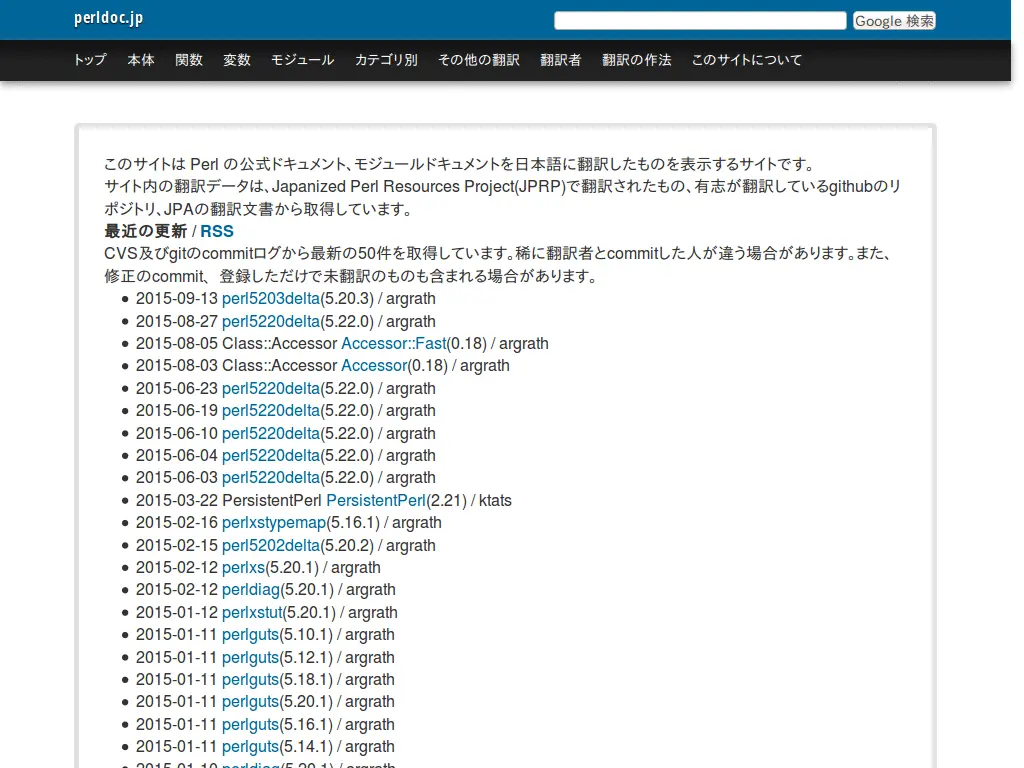 perldoc.jp
Google 検索
トップ 本体 関数 変数 モジュール カテゴリ別 その他の翻訳 翻訳者 翻訳の作法 このサイトについて
このサイトは Perl の公式ドキュメント、モジュールドキュメントを日本語に翻訳したものを表示するサイトです。
サイト内の翻訳データは、Japanized Perl Resources Project(JPRP)で翻訳されたもの、有志が翻訳しているgithubのリ
ポジトリ、JPAの翻訳文書から取得しています。
最近の更新 / RSS
CVS及びgitのcommitログから最新の50件を取得しています。稀に翻訳者とcommitした人が違う場合があります。また、
修正のcommit、 登録しただけで未翻訳のものも含まれる場合があります。
• 2015-09-13 perl5203delta(5.20.3) / argrath
• 2015-08-27 perl5220delta(5.22.0) / argrath
• 2015-08-05 Class::Accessor Accessor::Fast(0.18) / argrath
• 2015-08-03 Class::Accessor Accessor(0.18) / argrath
• 2015-06-23 perl5220delta(5.22.0) / argrath
• 2015-06-19 perl5220delta(5.22.0) / argrath
• 2015-06-10 perl5220delta(5.22.0) / argrath
• 2015-06-04 perl5220delta(5.22.0) / argrath
• 2015-06-03 perl5220delta(5.22.0) / argrath
• 2015-03-22 PersistentPerl PersistentPerl(2.21) / ktats
• 2015-02-16 perlxstypemap(5.16.1) / argrath
• 2015-02-15 perl5202delta(5.20.2) / argrath
• 2015-02-12 perlxs(5.20.1) / argrath
• 2015-02-12 perldiag(5.20.1) / argrath
• 2015-01-12 perlxstut(5.20.1) / argrath
• 2015-01-11 perlguts(5.10.1) / argrath
• 2015-01-11 perlguts(5.12.1) / argrath
• 2015-01-11 perlguts(5.18.1) / argrath
• 2015-01-11 perlguts(5.20.1) / argrath
• 2015-01-11 perlguts(5.16.1) / argrath
• 2015-01-11 perlguts(5.14.1) / argrath
• 2015-01-10 perldiag(5.20.1) / argrath